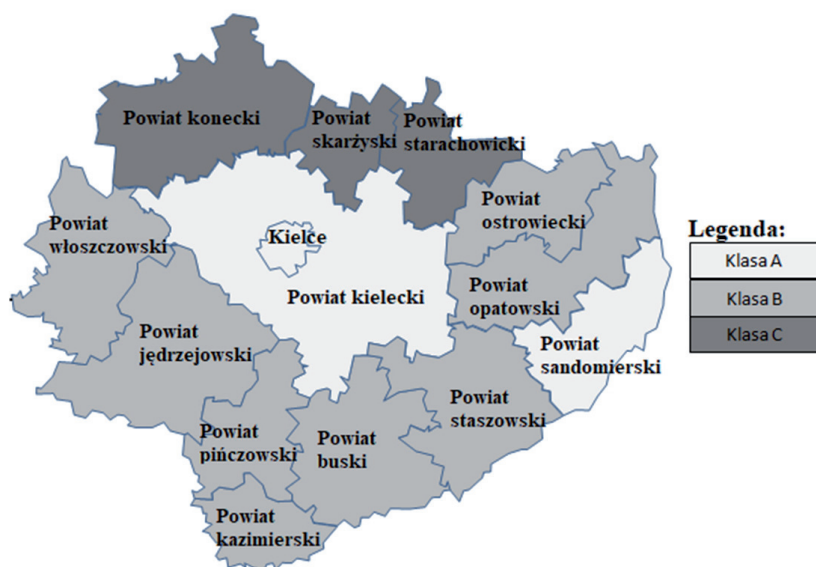 Powiat konecki
Powiat
skarżyski
Powiat
starachowicki
Powiat
ostrowiecki
Powiat
włoszczowski
Kielce
Powiat kielecki
Powiat
opatowski
Powiat
jędrzejowski
Powiat
sandomierski
Powiat
staszowski
Powiat
pińczowski
Powiat
buski
Powiat
kazimierski
Legenda:
Klasa A
Klasa B
Klasa C